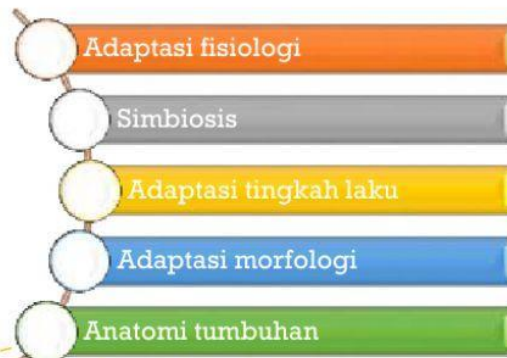 Adaptasi fisiologi
Simbiosis
Adaptasi tingkah laku
Adaptasi morfologi
Anatomi tumbuhan